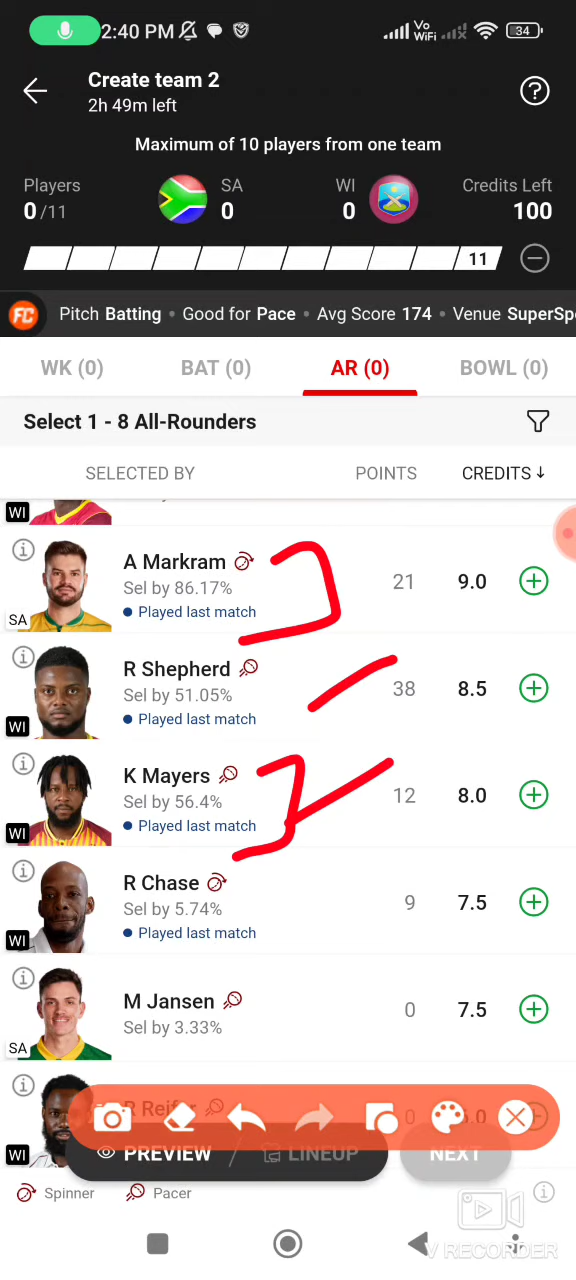 2:40 PM Vo WiFi 34
Create team 2
2h 49m left
Maximum of 10 players from one team
Players SA WI Credits Left
0/11 0 0 100
11
FC Pitch Batting • Good for Pace • Avg Score 174 • Venue SuperSpo
WK (0) BAT (0) AR (0) BOWL (0)
Select 1 - 8 All-Rounders
SELECTED BY POINTS CREDITS ↓
WI
A Markram
Sel by 86.17% 21 9.0
SA • Played last match
R Shepherd
Sel by 51.05% 38 8.5
WI • Played last match
K Mayers
Sel by 56.4% 12 8.0
WI • Played last match
R Chase
Sel by 5.74% 9 7.5
WI • Played last match
M Jansen
Sel by 3.33% 0 7.5
SA
R Reifer 0
WI
PREVIEW / LINEUP NEXT
Spinner Pacer
V RECORDER